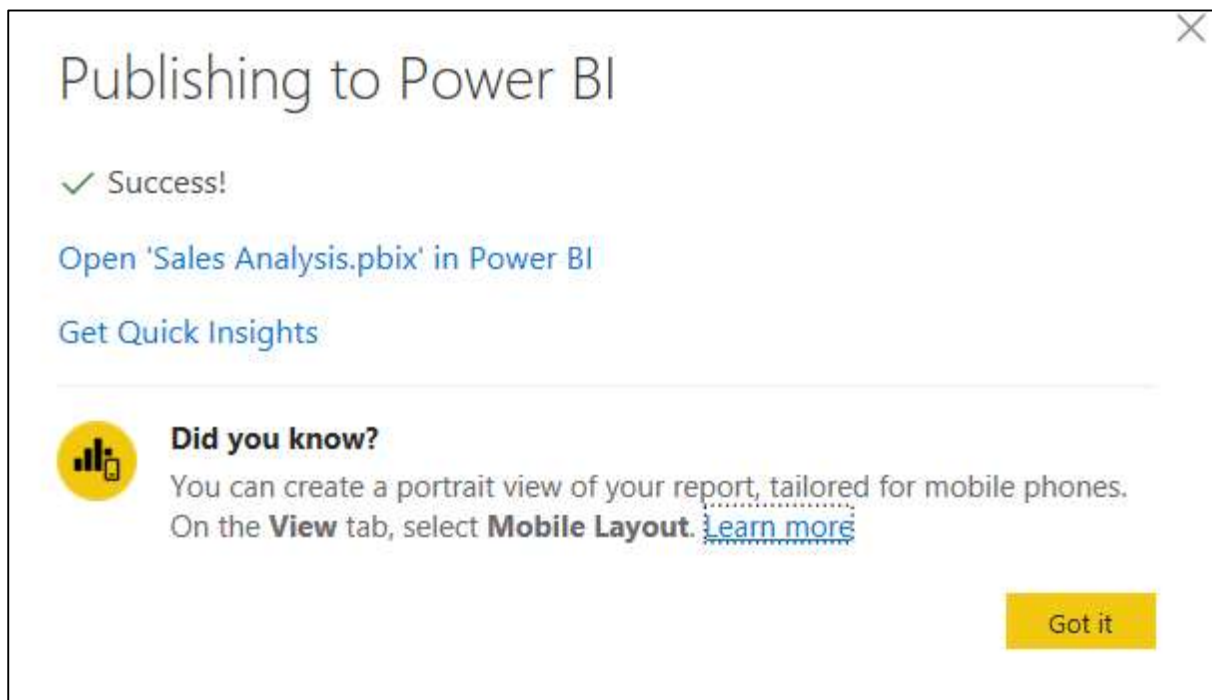 Publishing to Power BI
Success!
Open 'Sales Analysis.pbix' in Power BI
Get Quick Insights
Did you know?
You can create a portrait view of your report, tailored for mobile phones.
On the View tab, select Mobile Layout. Learn more
Got it